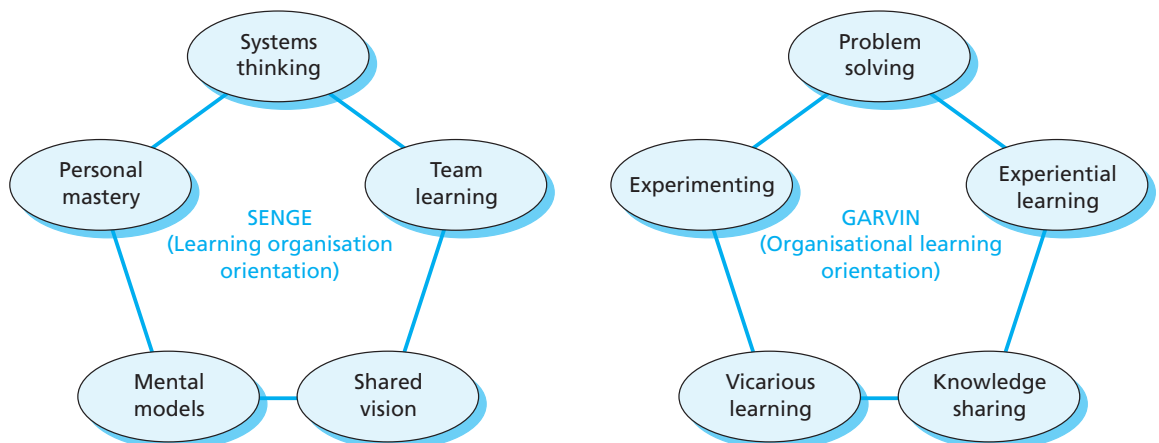 Systems
thinking
Personal
mastery
Team
learning
SENGE
(Learning organisation
orientation)
Mental
models
Shared
vision
Problem
solving
Experimenting
Experiential
learning
GARVIN
(Organisational learning
orientation)
Vicarious
learning
Knowledge
sharing